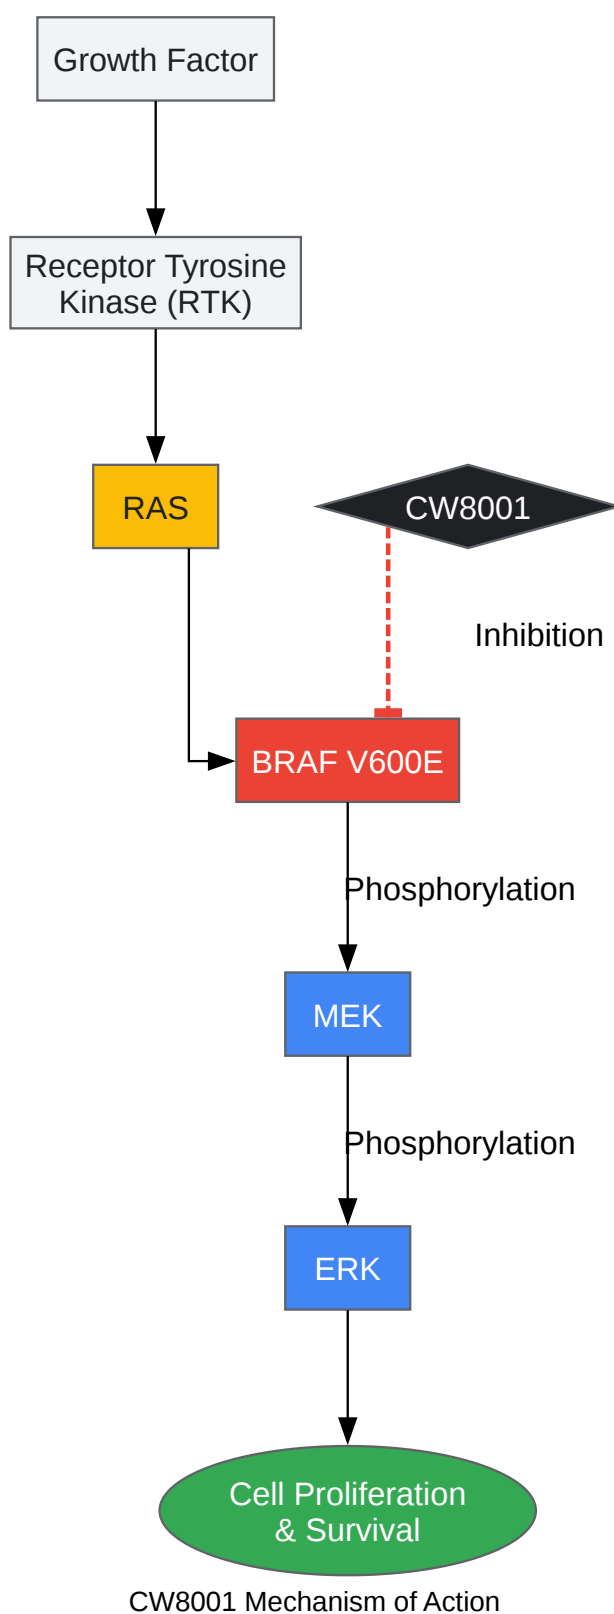 Growth Factor
Receptor Tyrosine
Kinase (RTK)
RAS
CW8001
Inhibition
BRAF V600E
Phosphorylation
MEK
Phosphorylation
ERK
Cell Proliferation
& Survival
CW8001 Mechanism of Action